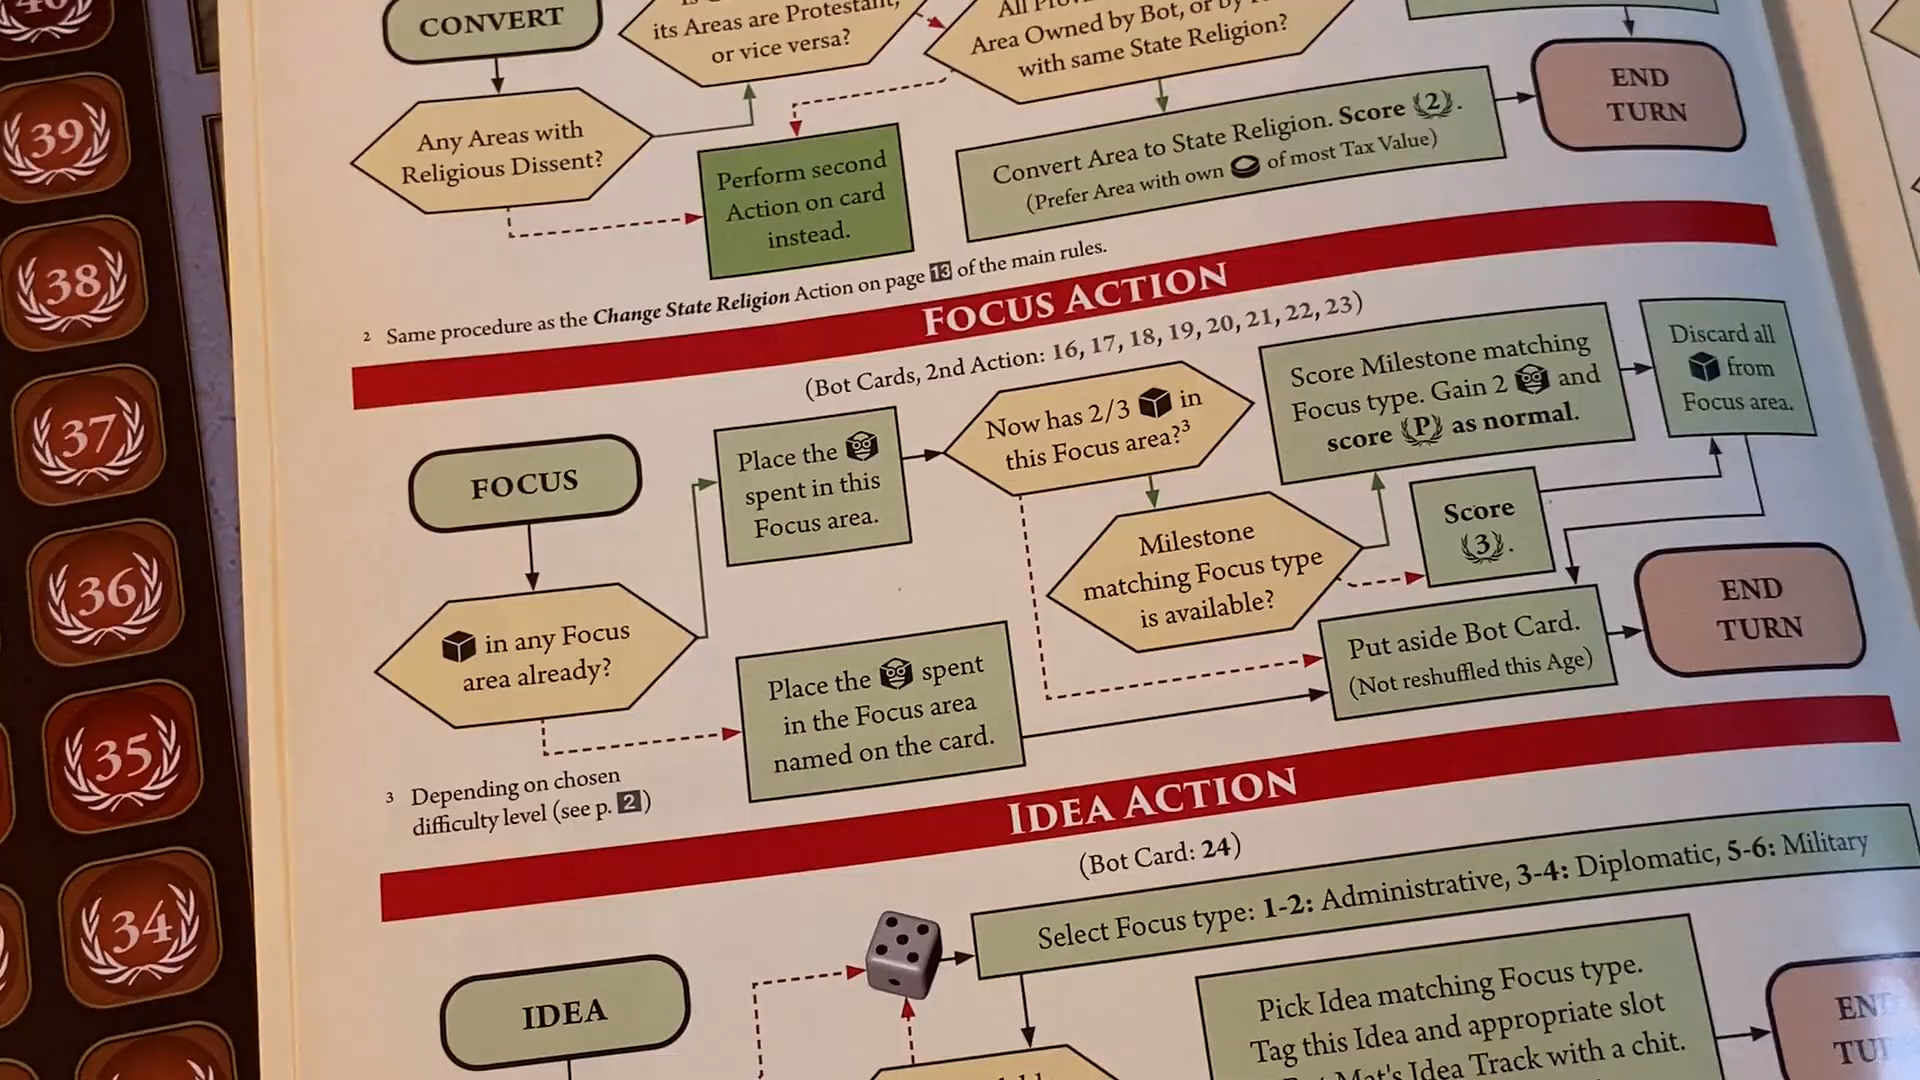 39
38
37
36
35
34
CONVERT
its Areas are Protestant,
or vice versa?
Area Owned by Bot, or by
with same State Religion?
END
TURN
Any Areas with
Religious Dissent?
Perform second
Action on card
instead.
Convert Area to State Religion. Score (2).
(Prefer Area with own of most Tax Value)
2 Same procedure as the Change State Religion Action on page 13 of the main rules.
FOCUS ACTION
(Bot Cards, 2nd Action: 16, 17, 18, 19, 20, 21, 22, 23)
FOCUS
Place the
spent in this
Focus area.
Now has 2/3 in
this Focus area?3
Score Milestone matching
Focus type. Gain 2 and
score (P) as normal.
Discard all
from
Focus area.
Milestone
matching Focus type
is available?
Score
(3).
in any Focus
area already?
Place the spent
in the Focus area
named on the card.
Put aside Bot Card.
(Not reshuffled this Age)
END
TURN
3 Depending on chosen
difficulty level (see p. 2)
IDEA ACTION
(Bot Card: 24)
Select Focus type: 1-2: Administrative, 3-4: Diplomatic, 5-6: Military
IDEA
Pick Idea matching Focus type.
Tag this Idea and appropriate slot
Mat's Idea Track with a chit.